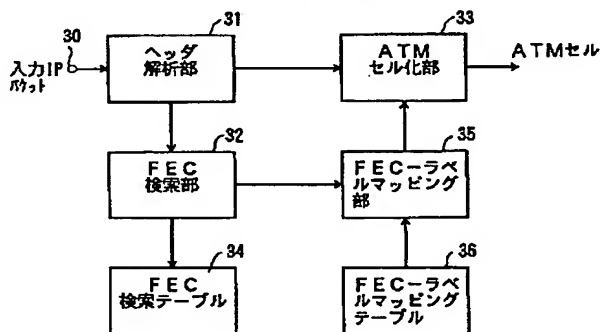 30
入力IP
パケット
31
ヘッダ
解析部
33
ATM
セル化部
ATMセル
32
FEC
検索部
35
FECーラベ
ルマッピング
部
34
FEC
検索テーブル
36
FECーラベ
ルマッピング
テーブル